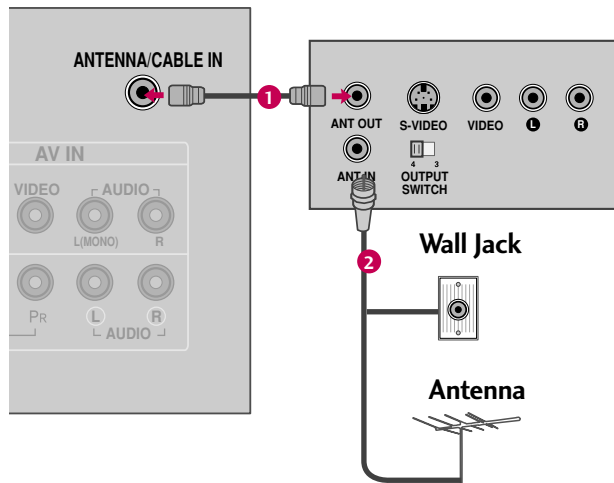 ANTENNA/CABLE IN
1
ANT OUT
S-VIDEO
VIDEO
L
R
ANT IN
4 3
OUTPUT
SWITCH
AV IN
VIDEO
AUDIO
L(MONO)
R
PR
L
R
AUDIO
2
Wall Jack
Antenna